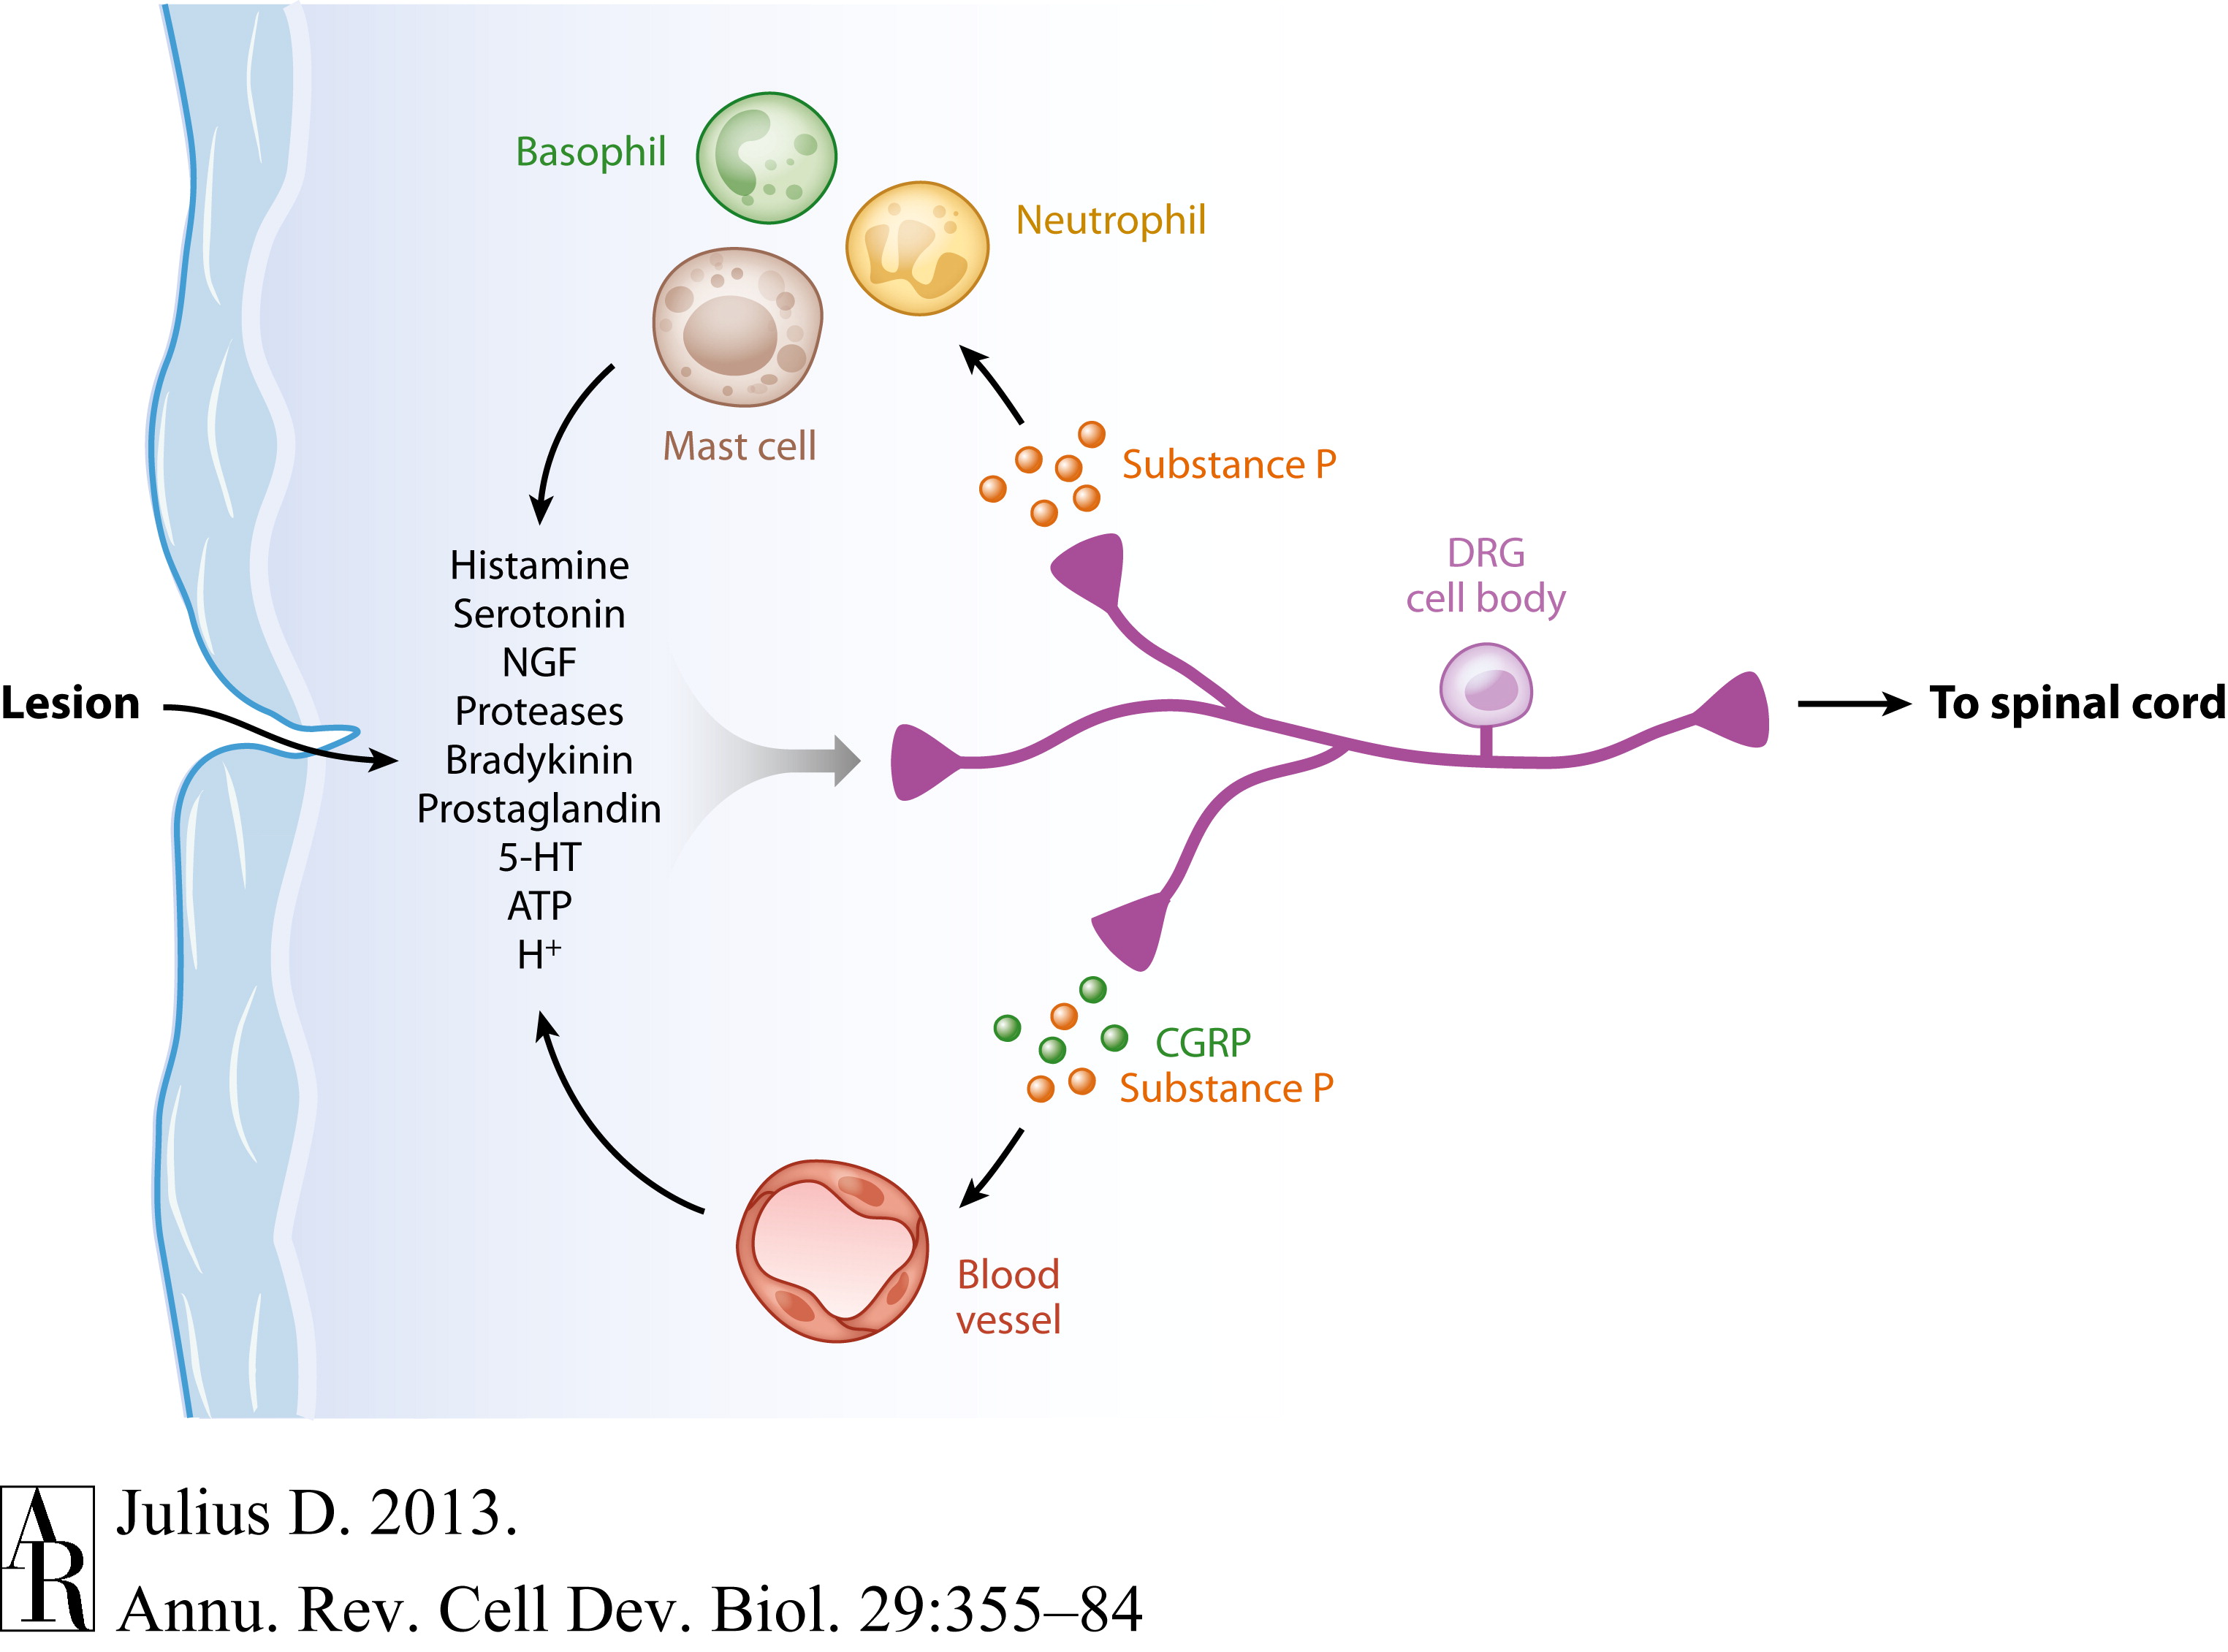 Basophil
Neutrophil
Mast cell
Substance P
Histamine
Serotonin
NGF
Proteases
Bradykinin
Prostaglandin
5-HT
ATP
H⁺
DRG
cell body
Lesion
To spinal cord
CGRP
Substance P
Blood
vessel
AR
Julius D. 2013.
Annu. Rev. Cell Dev. Biol. 29:355–84